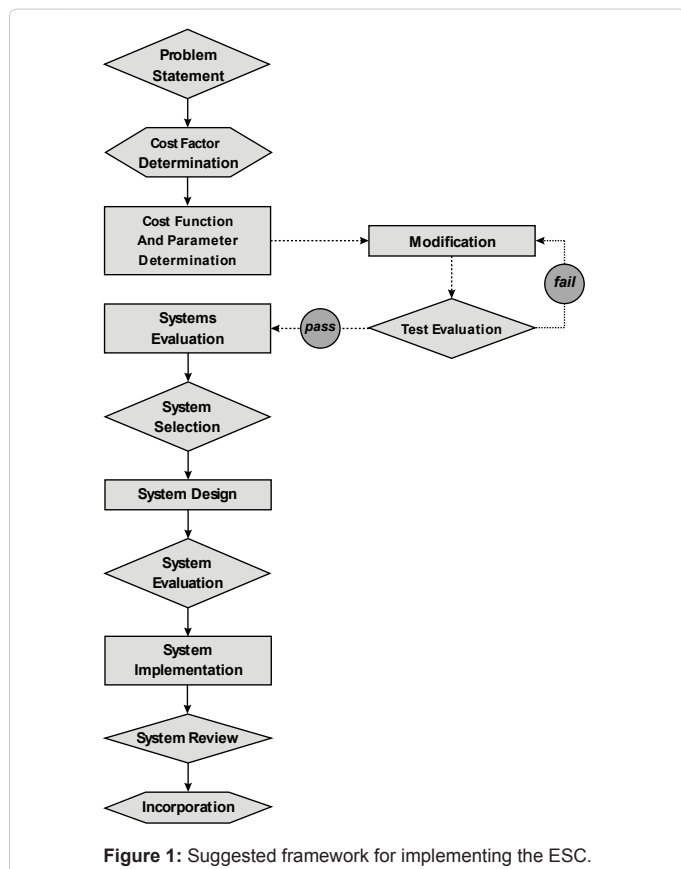 Problem
Statement
Cost Factor
Determination
Cost Function
And Parameter
Determination
Modification
fail
Test Evaluation
pass
Systems
Evaluation
System
Selection
System Design
System
Evaluation
System
Implementation
System Review
Incorporation
Figure 1: Suggested framework for implementing the ESC.